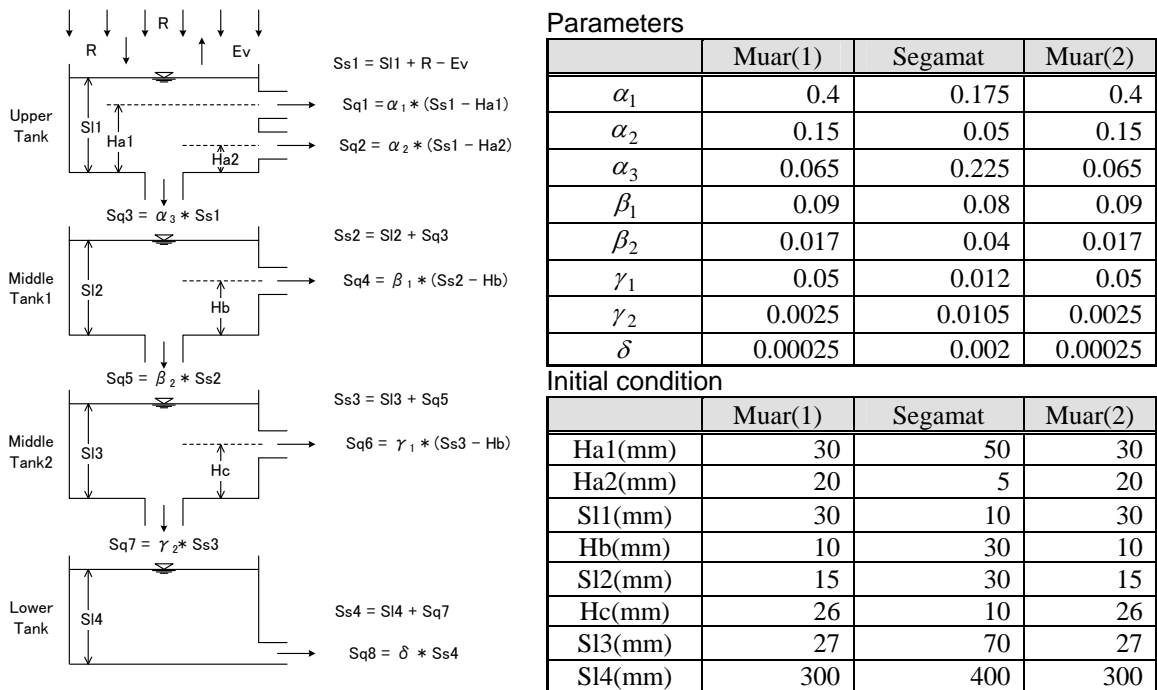 R
R
Ev
Ss1 = Sl1 + R − Ev
Upper
Tank
Sl1
Ha1
Ha2
Sq1 = α1 * (Ss1 − Ha1)
Sq2 = α2 * (Ss1 − Ha2)
Sq3 = α3 * Ss1
Ss2 = Sl2 + Sq3
Middle
Tank1
Sl2
Hb
Sq4 = β1 * (Ss2 − Hb)
Sq5 = β2 * Ss2
Ss3 = Sl3 + Sq5
Middle
Tank2
Sl3
Hc
Sq6 = γ1 * (Ss3 − Hb)
Sq7 = γ2 * Ss3
Lower
Tank
Sl4
Ss4 = Sl4 + Sq7
Sq8 = δ * Ss4
Parameters
Muar(1) Segamat Muar(2)
α1 0.4 0.175 0.4
α2 0.15 0.05 0.15
α3 0.065 0.225 0.065
β1 0.09 0.08 0.09
β2 0.017 0.04 0.017
γ1 0.05 0.012 0.05
γ2 0.0025 0.0105 0.0025
δ 0.00025 0.002 0.00025
Initial condition
Muar(1) Segamat Muar(2)
Ha1(mm) 30 50 30
Ha2(mm) 20 5 20
Sl1(mm) 30 10 30
Hb(mm) 10 30 10
Sl2(mm) 15 30 15
Hc(mm) 26 10 26
Sl3(mm) 27 70 27
Sl4(mm) 300 400 300